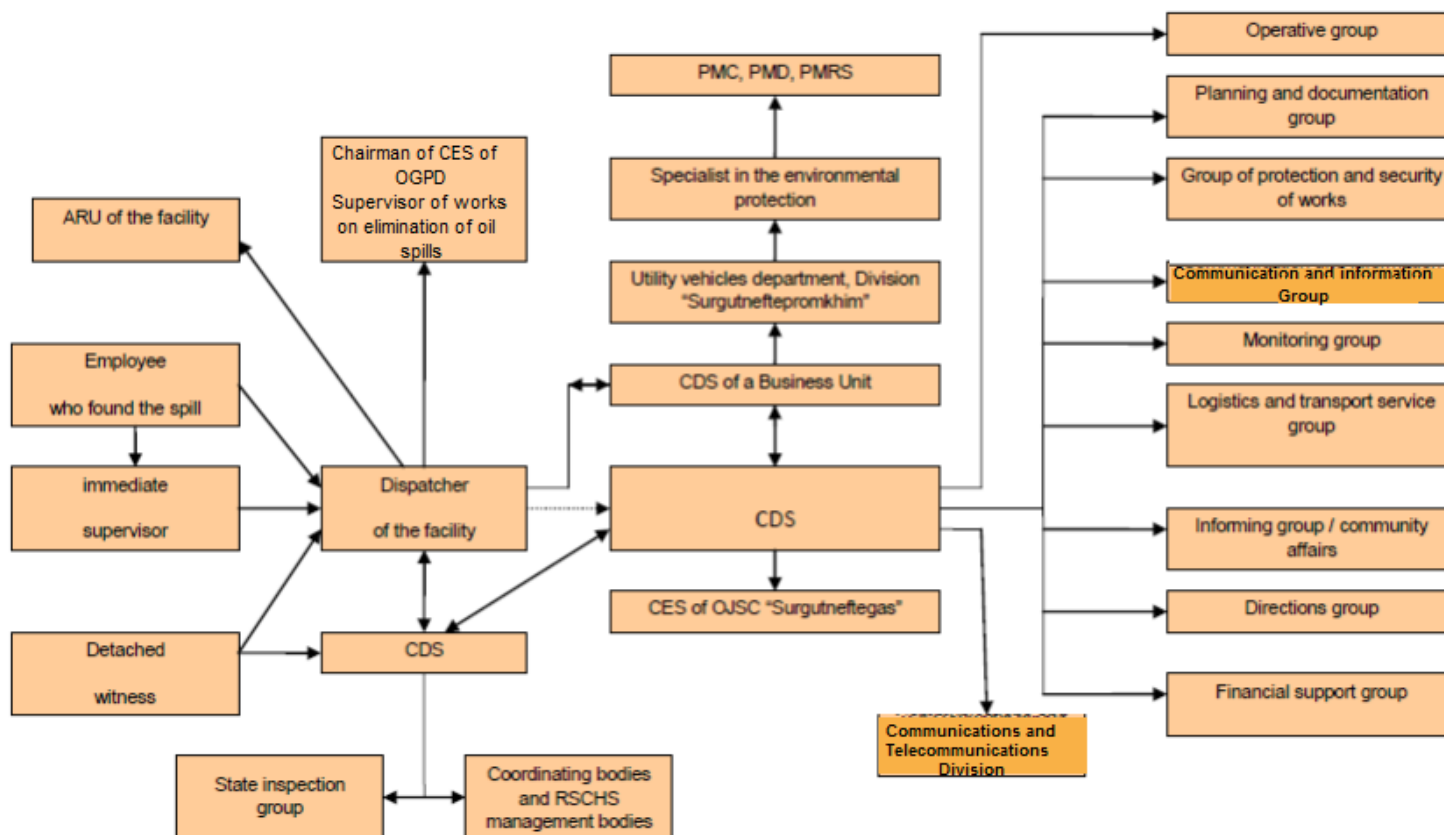 Operative group
PMC, PMD, PMRS
Planning and documentation
group
Chairman of CES of
OGPD
Supervisor of works
on elimination of oil
spills
Specialist in the environmental
protection
Group of protection and security
of works
ARU of the facility
Utility vehicles department, Division
“Surgutneftepromkhim”
Communication and information
Group
Employee
who found the spill
CDS of a Business Unit
Monitoring group
Logistics and transport service
group
immediate
supervisor
Dispatcher
of the facility
CDS
Informing group / community
affairs
CES of OJSC “Surgutneftegas”
Directions group
Detached
witness
CDS
Financial support group
Communications and
Telecommunications
Division
State inspection
group
Coordinating bodies
and RSCHS
management bodies